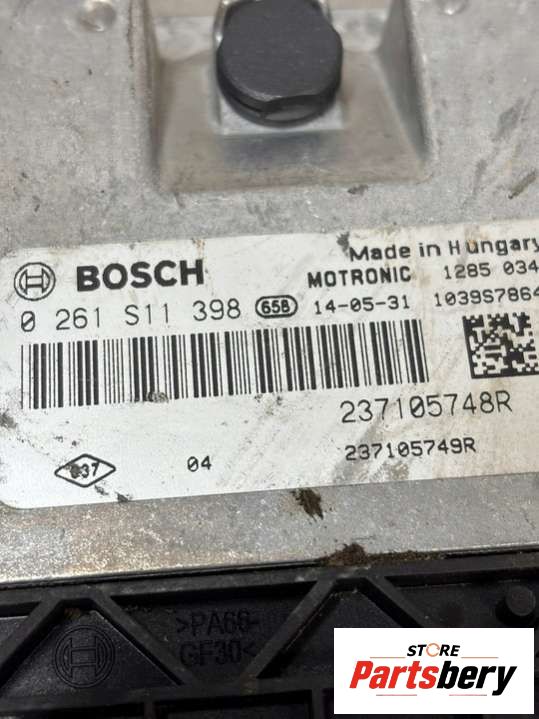 BOSCH
Made in Hungary
MOTRONIC 1285 034
0 261 S11 398 65B 14-05-31 1039S7864
237105748R
037 04 237105749R
>PA66-
GF30<
STORE
Partsbery